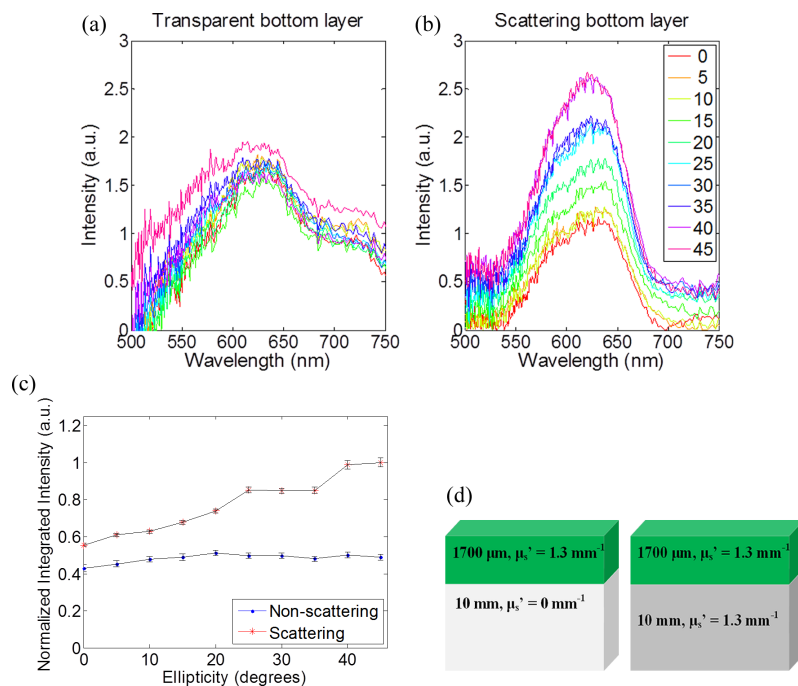 (a)
Transparent bottom layer
3
2.5
2
1.5
1
0.5
0
Intensity (a.u.)
500 550 600 650 700 750
Wavelength (nm)
(b)
Scattering bottom layer
3
2.5
2
1.5
1
0.5
0
Intensity (a.u.)
500 550 600 650 700 750
Wavelength (nm)
0
5
10
15
20
25
30
35
40
45
(c)
1.2
1
0.8
0.6
0.4
0.2
0
Normalized Integrated Intensity (a.u.)
0 10 20 30 40
Ellipticity (degrees)
Non-scattering
Scattering
(d)
1700 µm, µs’ = 1.3 mm-1
10 mm, µs’ = 0 mm-1
1700 µm, µs’ = 1.3 mm-1
10 mm, µs’ = 1.3 mm-1